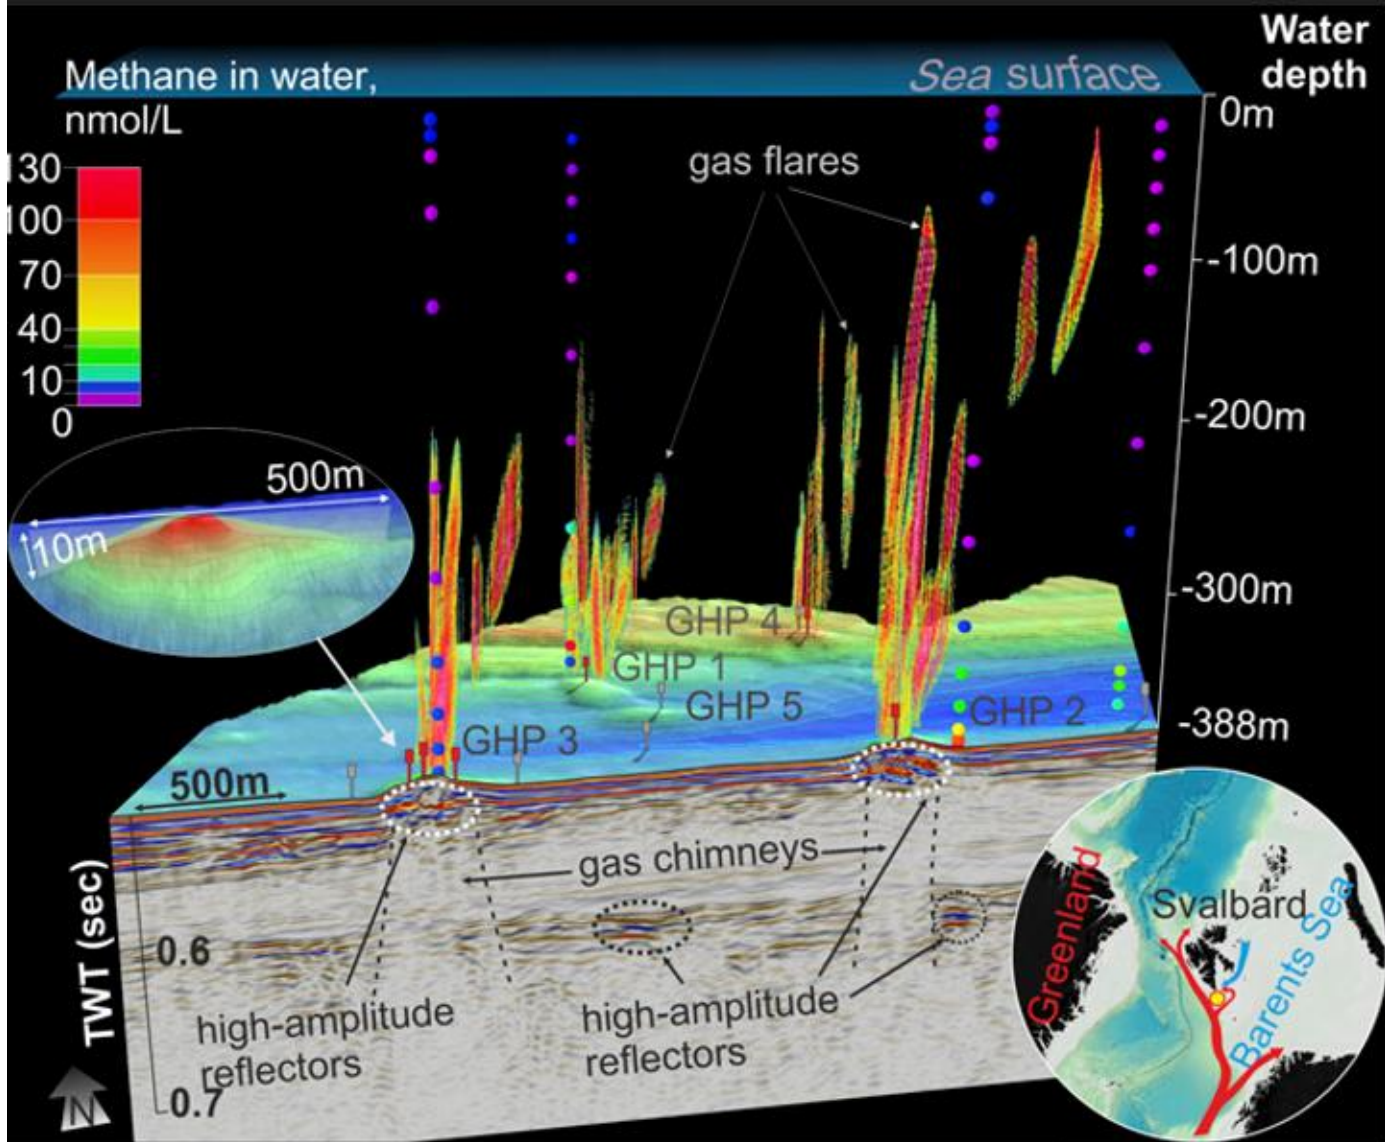 Water
depth
Methane in water,
nmol/L
Sea surface
0m
130
100
70
40
10
0
gas flares
-100m
-200m
-300m
-388m
500m
10m
GHP 4
GHP 1
GHP 5
GHP 2
GHP 3
500m
gas chimneys
TWT (sec)
0.6
0.7
high-amplitude
reflectors
high-amplitude
reflectors
N
Greenland
Svalbard
Barents Sea